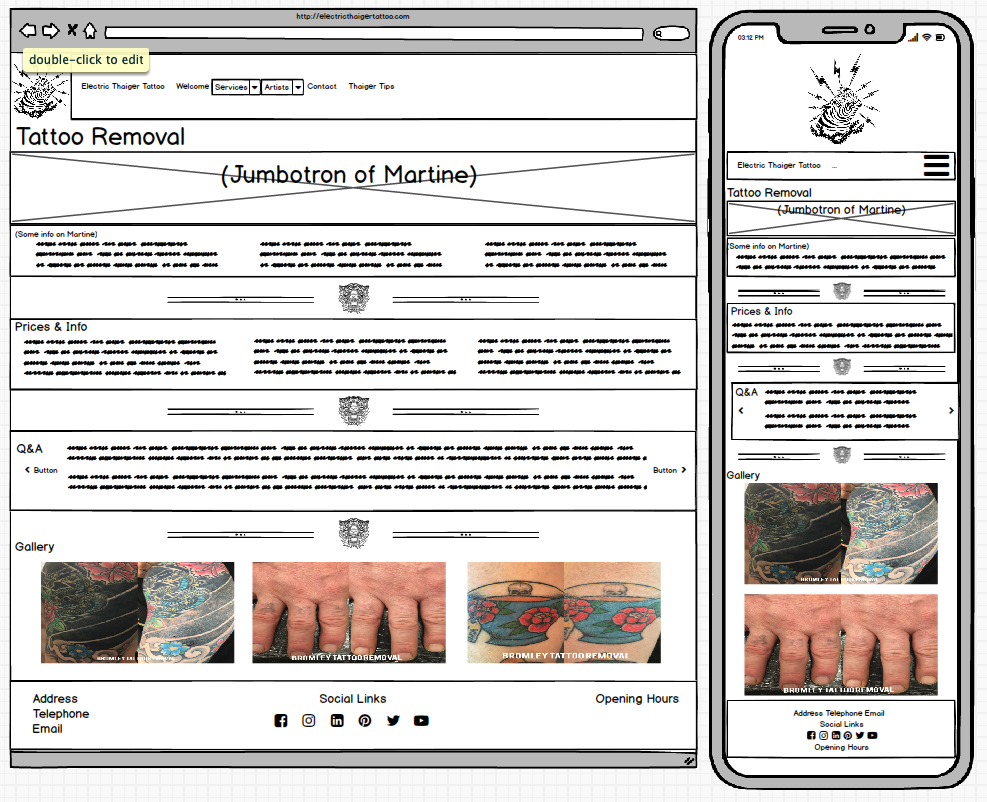 http://electricthaigertattoo.com
double-click to edit
Electric Thaiger Tattoo Welcome Services Artists Contact Thaiger Tips
Tattoo Removal
(Jumbotron of Martine)
(Some info on Martine)
Prices & Info
Q&A
Button
Button
Gallery
BROMLEY TATTOO REMOVAL
BROMLEY TATTOO REMOVAL
BROMLEY TATTOO REMOVAL
Address
Telephone
Email
Social Links
Opening Hours
03:12 PM
Electric Thaiger Tattoo ...
Tattoo Removal
(Jumbotron of Martine)
(Some info on Martine)
Prices & Info
Q&A
Gallery
BROMLEY TATTOO REMOVAL
BROMLEY TATTOO REMOVAL
Address Telephone Email
Social Links
Opening Hours